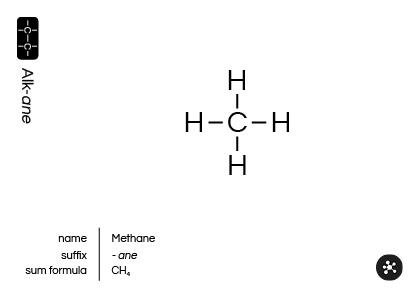 Alk-ane
H
H C H
H
name Methane
suffix - ane
sum formula CH₄